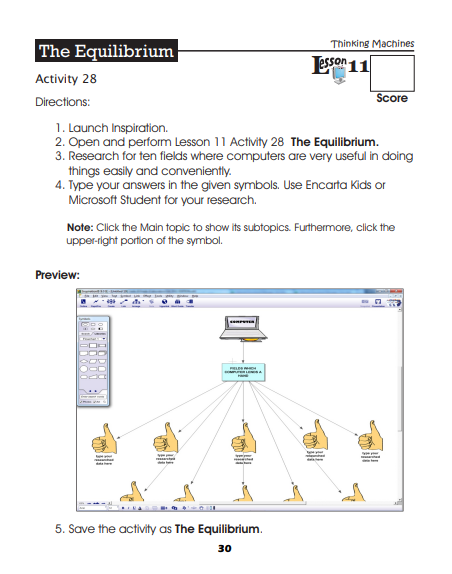 Thinking Machines
The Equilibrium
Lesson 11
Activity 28
Score
Directions:
1. Launch Inspiration.
2. Open and perform Lesson 11 Activity 28 The Equilibrium.
3. Research for ten fields where computers are very useful in doing
things easily and conveniently.
4. Type your answers in the given symbols. Use Encarta Kids or
Microsoft Student for your research.
Note: Click the Main topic to show its subtopics. Furthermore, click the
upper-right portion of the symbol.
Preview:
COMPUTER
FIELDS WHICH
COMPUTER LENDS A
HAND
type your
researched
data here
type your
researched
data here
type your
researched
data here
type your
researched
data here
type your
researched
data here
5. Save the activity as The Equilibrium.
30